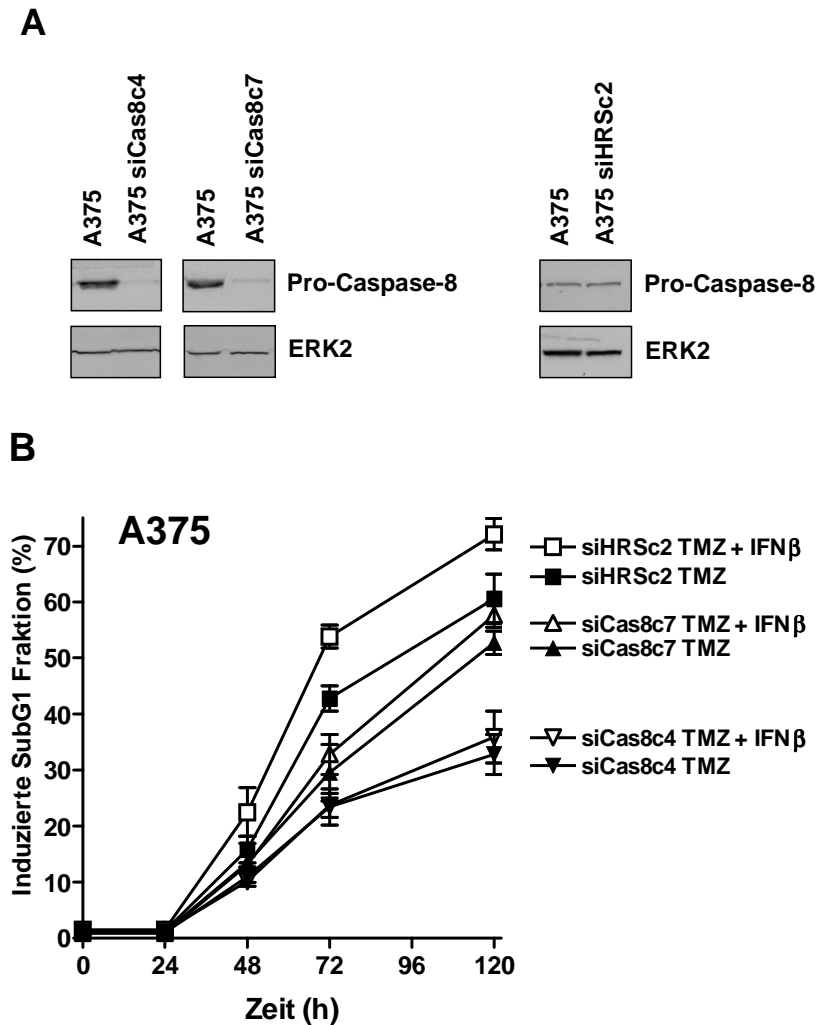 A
A375
A375 siCas8c4
A375
A375 siCas8c7
A375
A375 siHRSc2
Pro-Caspase-8
Pro-Caspase-8
ERK2
ERK2
B
A375
Induzierte SubG1 Fraktion (%)
70
60
50
40
30
20
10
0
0
24
48
72
96
120
Zeit (h)
siHRSc2 TMZ + IFNβ
siHRSc2 TMZ
siCas8c7 TMZ + IFNβ
siCas8c7 TMZ
siCas8c4 TMZ + IFNβ
siCas8c4 TMZ